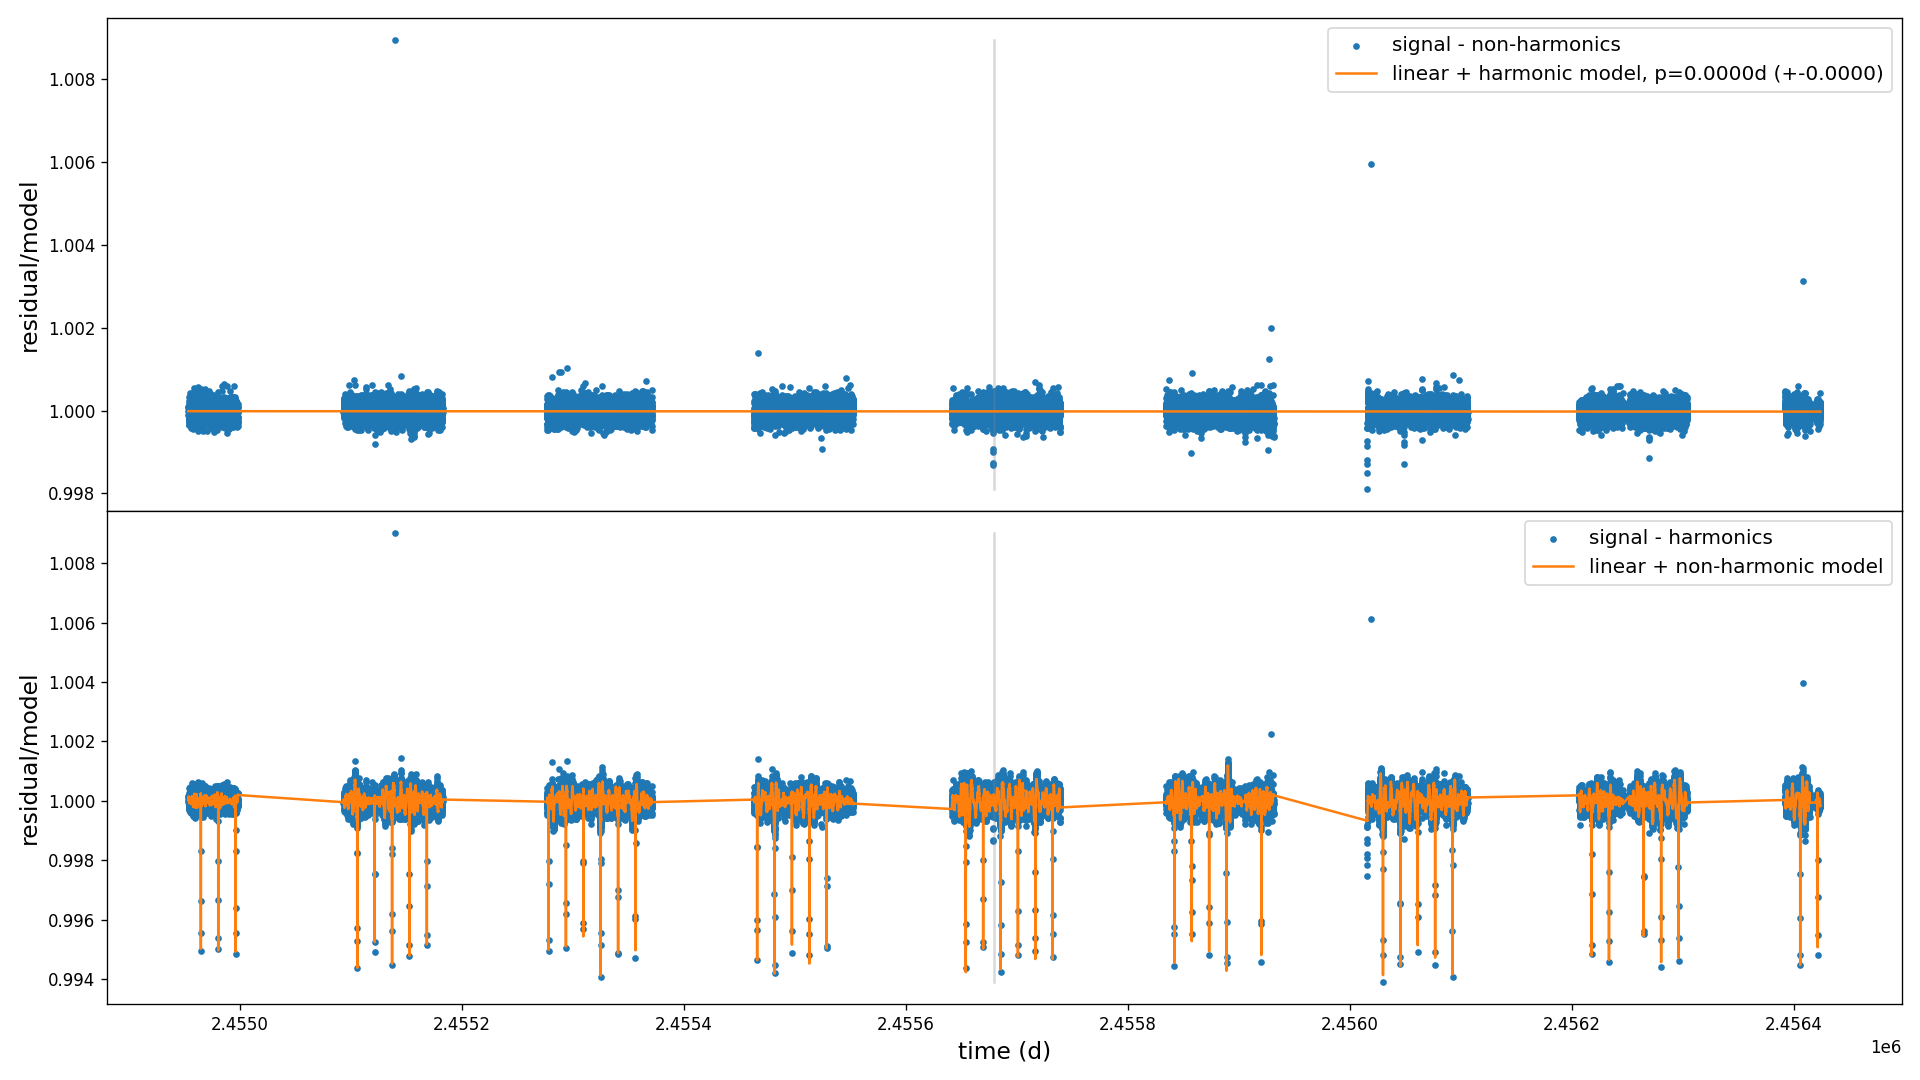 signal - non-harmonics
linear + harmonic model, p=0.0000d (+-0.0000)
residual/model
1.008
1.006
1.004
1.002
1.000
0.998
signal - harmonics
linear + non-harmonic model
residual/model
1.008
1.006
1.004
1.002
1.000
0.998
0.996
0.994
2.4550
2.4552
2.4554
2.4556
2.4558
2.4560
2.4562
2.4564
time (d)
1e6